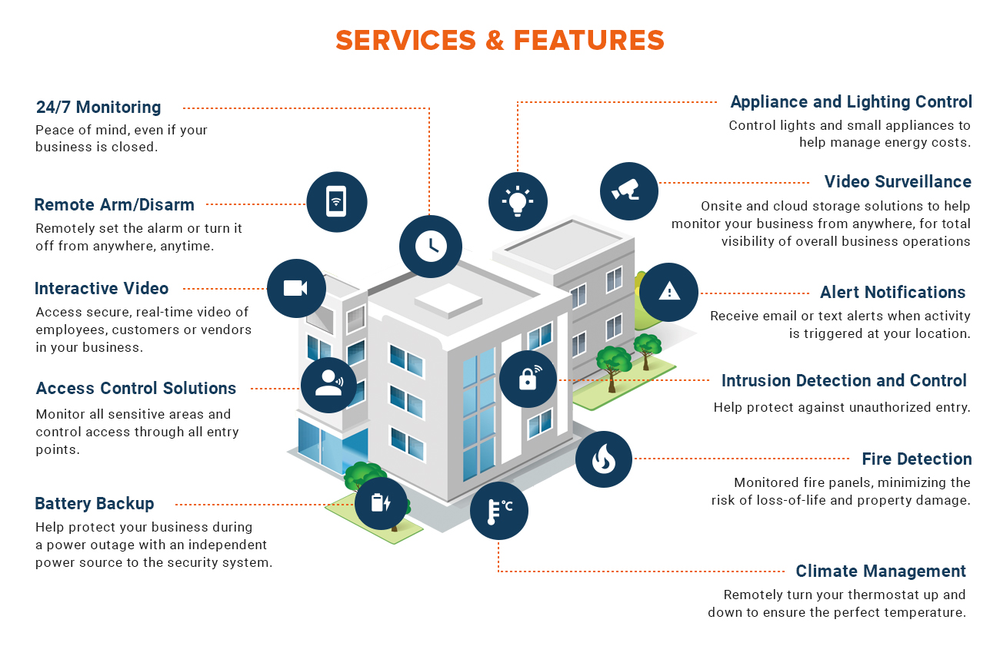 SERVICES & FEATURES
24/7 Monitoring
Peace of mind, even if your
business is closed.
Remote Arm/Disarm
Remotely set the alarm or turn it
off from anywhere, anytime.
Interactive Video
Access secure, real-time video of
employees, customers or vendors
in your business.
Access Control Solutions
Monitor all sensitive areas and
control access through all entry
points.
Battery Backup
Help protect your business during
a power outage with an independent
power source to the security system.
Appliance and Lighting Control
Control lights and small appliances to
help manage energy costs.
Video Surveillance
Onsite and cloud storage solutions to help
monitor your business from anywhere, for total
visibility of overall business operations
Alert Notifications
Receive email or text alerts when activity
is triggered at your location.
Intrusion Detection and Control
Help protect against unauthorized entry.
Fire Detection
Monitored fire panels, minimizing the
risk of loss-of-life and property damage.
°C
Climate Management
Remotely turn your thermostat up and
down to ensure the perfect temperature.